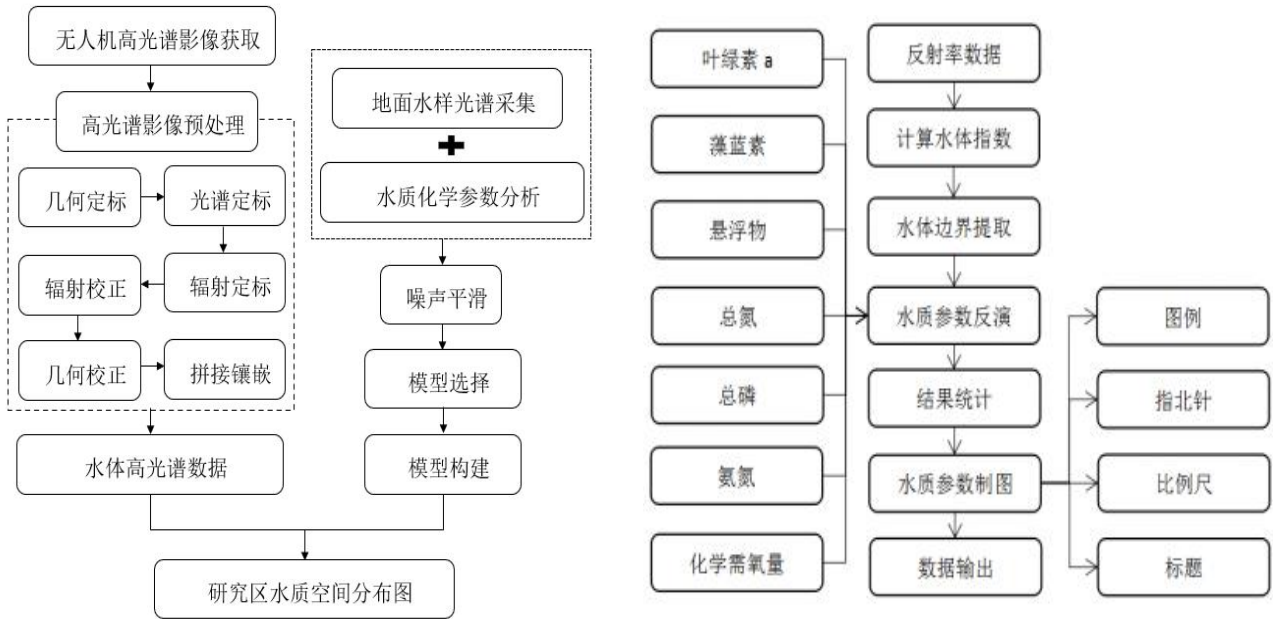 无人机高光谱影像获取
高光谱影像预处理
几何定标
光谱定标
辐射校正
辐射定标
几何校正
拼接镶嵌
水体高光谱数据
地面水样光谱采集
水质化学参数分析
噪声平滑
模型选择
模型构建
研究区水质空间分布图
叶绿素 a
藻蓝素
悬浮物
总氮
总磷
氨氮
化学需氧量
反射率数据
计算水体指数
水体边界提取
水质参数反演
结果统计
水质参数制图
数据输出
图例
指北针
比例尺
标题